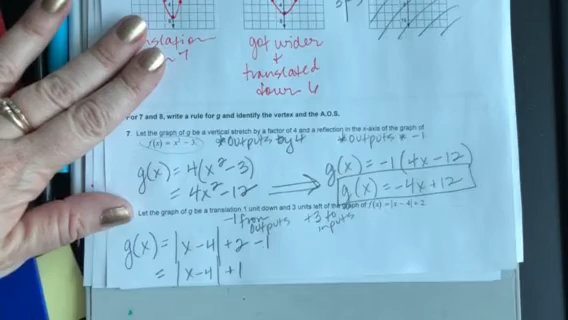 nslation
7
get wider
+
translated
down 6
For 7 and 8, write a rule for g and identify the vertex and the A.O.S.
7 Let the graph of g be a vertical stretch by a factor of 4 and a reflection in the x-axis of the graph of
f(x) = x² - 3
*outputs by 4
*outputs * -1
g(x) = 4(x²-3)
= 4x²-12
g(x) = -1(4x-12)
g(x) = -4x+12
Let the graph of g be a translation 1 unit down and 3 units left of the graph of f(x) = |x - 4| + 2
-1 from
outputs
+3 to
inputs
g(x) = |x-4| +2 -1
= |x-4| +1